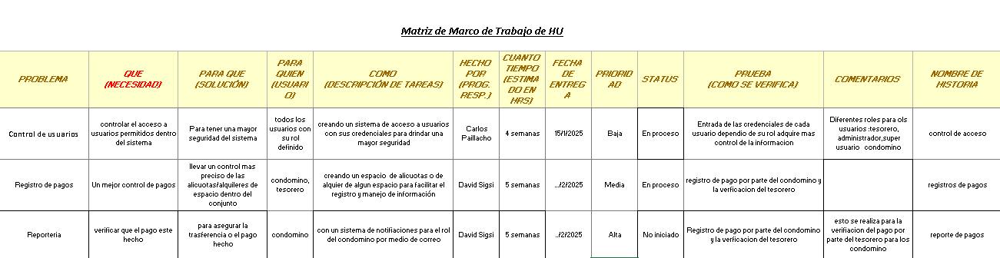 Matriz de Marco de Trabajo de HU
PROBLEMA
QUE
(NECESIDAD)
PARA QUE
(SOLUCIÓN)
PARA
QUIEN
(USUARI
O)
COMO
(DESCRIPCIÓN DE TAREAS)
HECHO
POR
(PROG.
RESP.)
CUANTO
TIEMPO
(ESTIMA
DO EN
HRS)
FECHA
DE
ENTREG
A
PRIORID
AD
STATUS
PRUEBA
(COMO SE VERIFICA)
COMENTARIOS
NOMBRE DE
HISTORIA
Control de usuarios
controlar el acceso a
usuarios permitidos dentro
del sistema
Para tener una mayor
seguridad del sistema
todos los
usuarios con
su rol
definido
creando un sistema de acceso a usuarios
con sus credenciales para drindar una
mayor seguridad
Carlos
Paillacho
4 semanas
15/1/2025
Baja
En proceso
Entrada de las credenciales de cada
usuario dependio de su rol adquire mas
control de la informacion
Diferentes roles para ols
usuarios :tesorero,
administrador,super
usuario condomino
control de acceso
Registro de pagos
Un mejor control de pagos
llevar un control mas
preciso de las
alicuotas/alquileres de
espacio dentro del
conjunto
condomino,
tesorero
creando un espacio de alicuotas o de
alquier de algun espacio para facilitar el
registro y manejo de información
David Sigsi
5 semanas
../2/2025
Media
En proceso
registro de pago por parte del condomino y
la verficacion del tesorero
registros de pagos
Reporteria
verificar que el pago este
hecho
para asegurar la
trasferencia o el pago
hecho
condomino
con un sistema de notifiaciones para el rol
del condomino por medio de correo
David Sigsi
5 semanas
../2/2025
Alta
No iniciado
Registro de pago por parte del condomino
y la verficacion del tesorero
esto se realiza para la
verifiacion del pago por
parte del tesorero para los
condomino
reporte de pagos